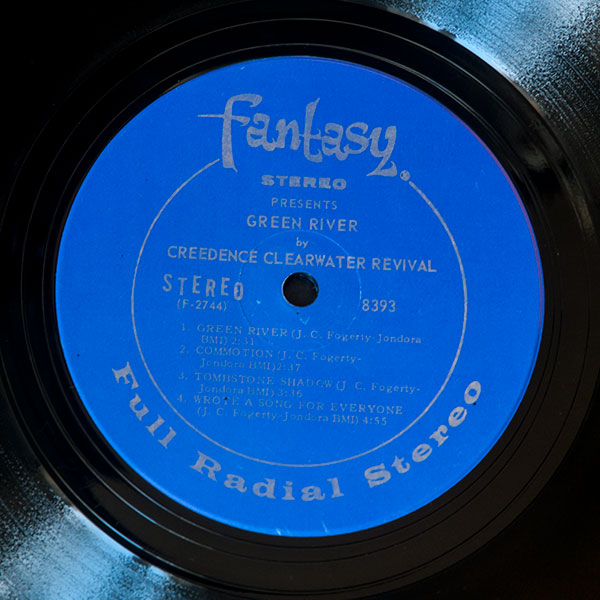 fantasy
STEREO
PRESENTS
GREEN RIVER
by
CREEDENCE CLEARWATER REVIVAL
STEREO
(F-2744)
8393
1. GREEN RIVER (J. C. Fogerty-Jondora
BMI) 2:31
2. COMMOTION (J. C. Fogerty-
Jondora BMI) 2:37
3. TOMBSTONE SHADOW (J. C. Fogerty-
Jondora BMI) 3:36
4. WROTE A SONG FOR EVERYONE
(J. C. Fogerty-Jondora BMI) 4:55
Full Radial Stereo